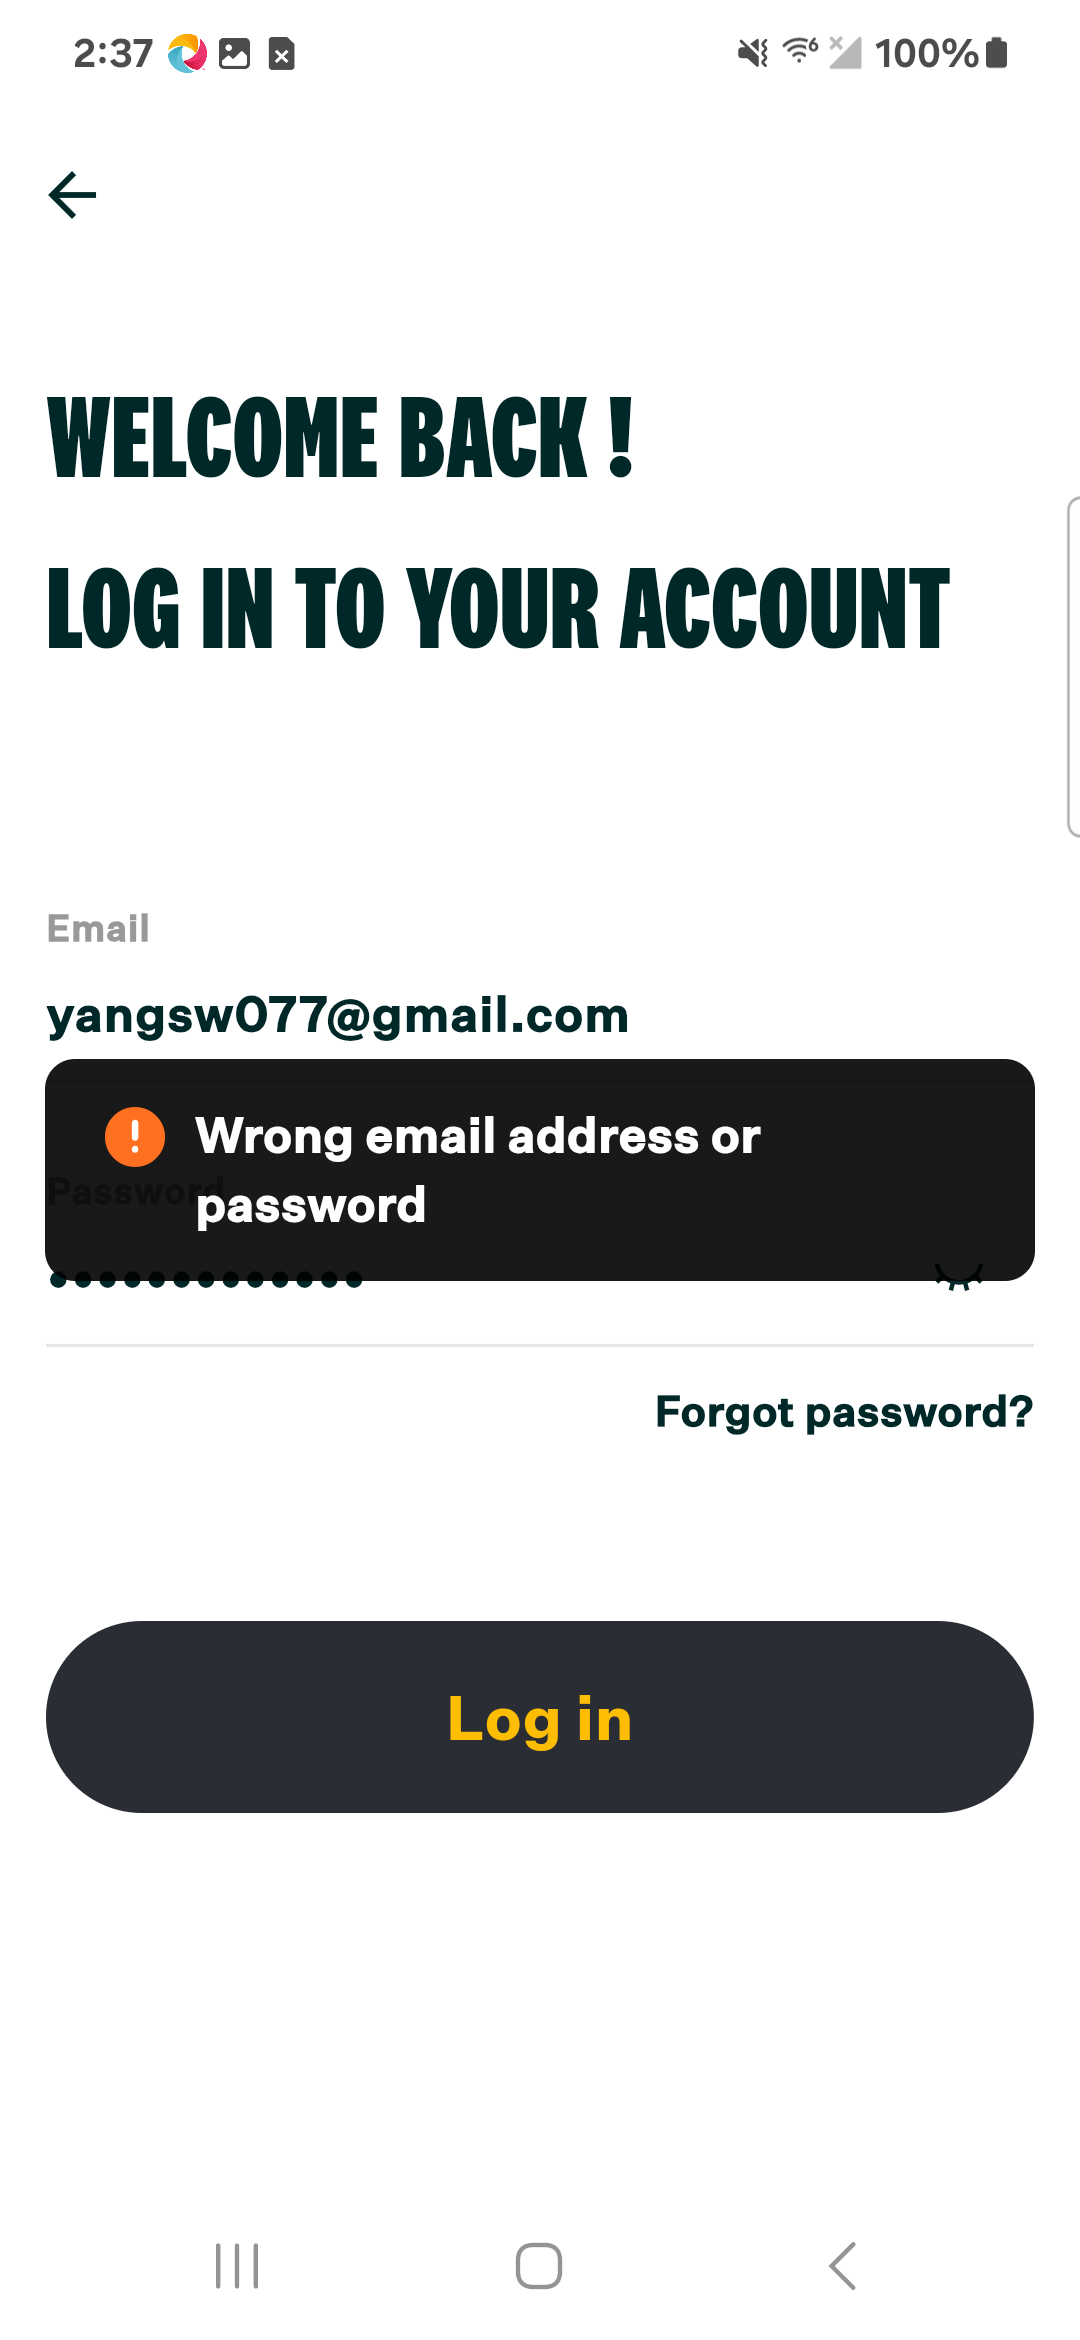 2:37
100%
WELCOME BACK !
LOG IN TO YOUR ACCOUNT
Email
yangsw077@gmail.com
Wrong email address or
password
Password
Forgot password?
Log in